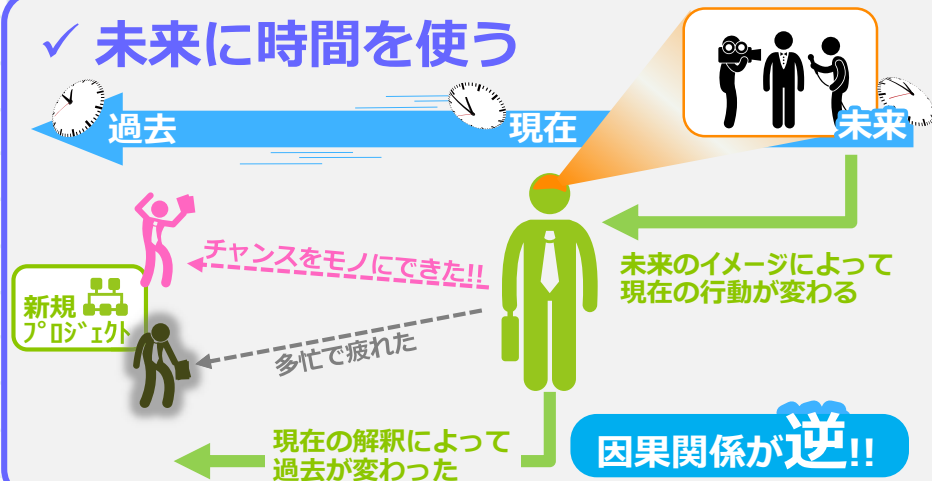 ✓ 未来に時間を使う
過去
現在
未来
チャンスをモノにできた!!
未来のイメージによって
現在の行動が変わる
新規
プロジェクト
多忙で疲れた
現在の解釈によって
過去が変わった
因果関係が逆!!